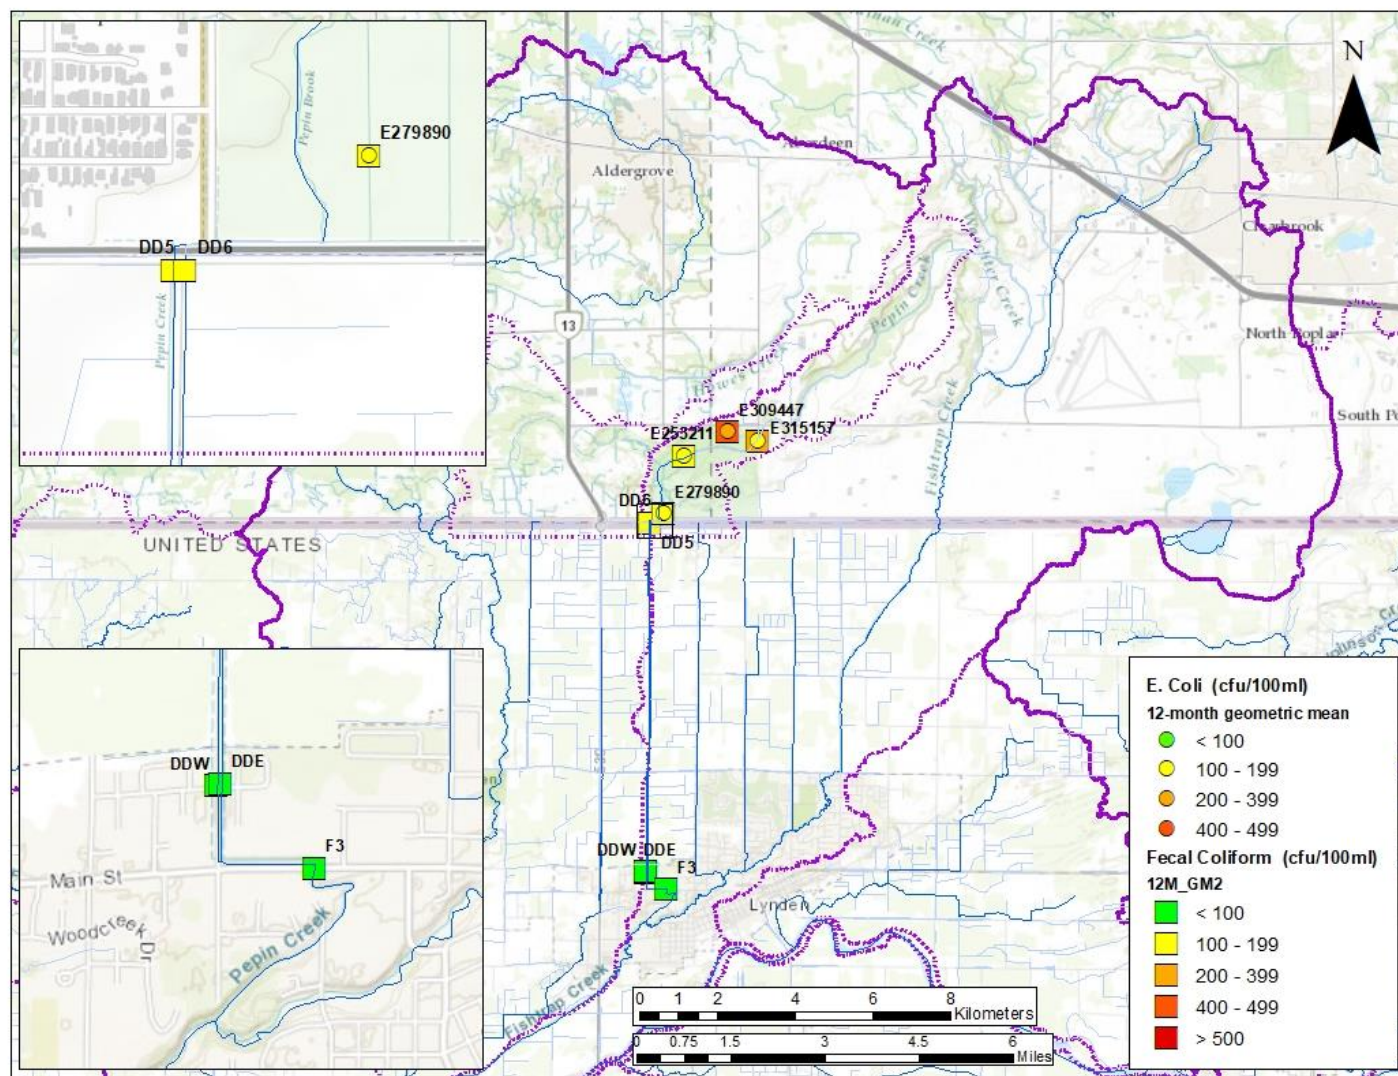 N
Aberdeen
Aldergrove
Clearbrook
Pepin Brook
E279890
DD5 DD6
Pepin Creek
13
Pepin Creek
Howes Creek
Fishtrap Creek
North Poplar
South Po
E309447
E253211
E315157
DD6
E279890
DD5
UNITED STATES
DDW DDE
F3
Main St
Woodcreek Dr
Pepin Creek
DDW DDE
F3
Lynden
Fishtrap Creek
E. Coli (cfu/100ml)
12-month geometric mean
< 100
100 - 199
200 - 399
400 - 499
Fecal Coliform (cfu/100ml)
12M_GM2
< 100
100 - 199
200 - 399
400 - 499
> 500
0 1 2 4 6 8
Kilometers
0 0.75 1.5 3 4.5 6
Miles